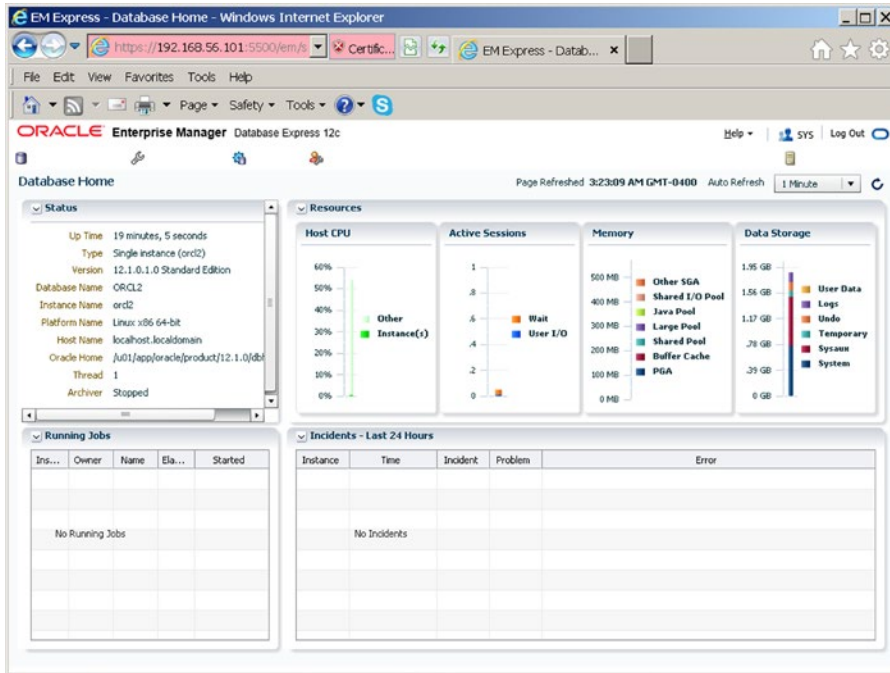 EM Express - Database Home - Windows Internet Explorer
https://192.168.56.101:5500/em/s
Certific...
EM Express - Datab...
File Edit View Favorites Tools Help
Page Safety Tools
ORACLE Enterprise Manager Database Express 12c
Help SYS Log Out
Database Home
Page Refreshed 3:23:09 AM GMT-0400 Auto Refresh 1 Minute
Status
Up Time 19 minutes, 5 seconds
Type Single instance (orcl2)
Version 12.1.0.1.0 Standard Edition
Database Name ORCL2
Instance Name orcl2
Platform Name Linux x86 64-bit
Host Name localhost.localdomain
Oracle Home /u01/app/oracle/product/12.1.0/dbh
Thread 1
Archiver Stopped
Resources
Host CPU
60%
50%
40%
30%
20%
10%
0%
Other
Instance(s)
Active Sessions
1
.8
.6
.4
.2
0
Wait
User I/O
Memory
500 MB
400 MB
300 MB
200 MB
100 MB
0 MB
Other SGA
Shared I/O Pool
Java Pool
Large Pool
Shared Pool
Buffer Cache
PGA
Data Storage
1.95 GB
1.56 GB
1.17 GB
.78 GB
.39 GB
0 GB
User Data
Logs
Undo
Temporary
Sysaux
System
Running Jobs
Ins... Owner Name Ela... Started
No Running Jobs
Incidents - Last 24 Hours
Instance Time Incident Problem Error
No Incidents